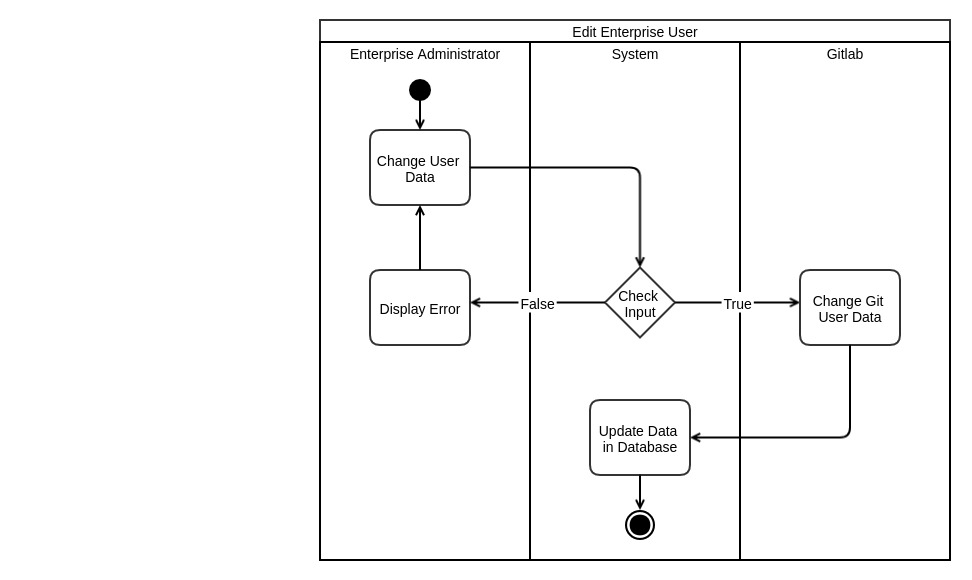 Edit Enterprise User
Enterprise Administrator
System
Gitlab
Change User
Data
Display Error
False
Check
Input
True
Change Git
User Data
Update Data
in Database